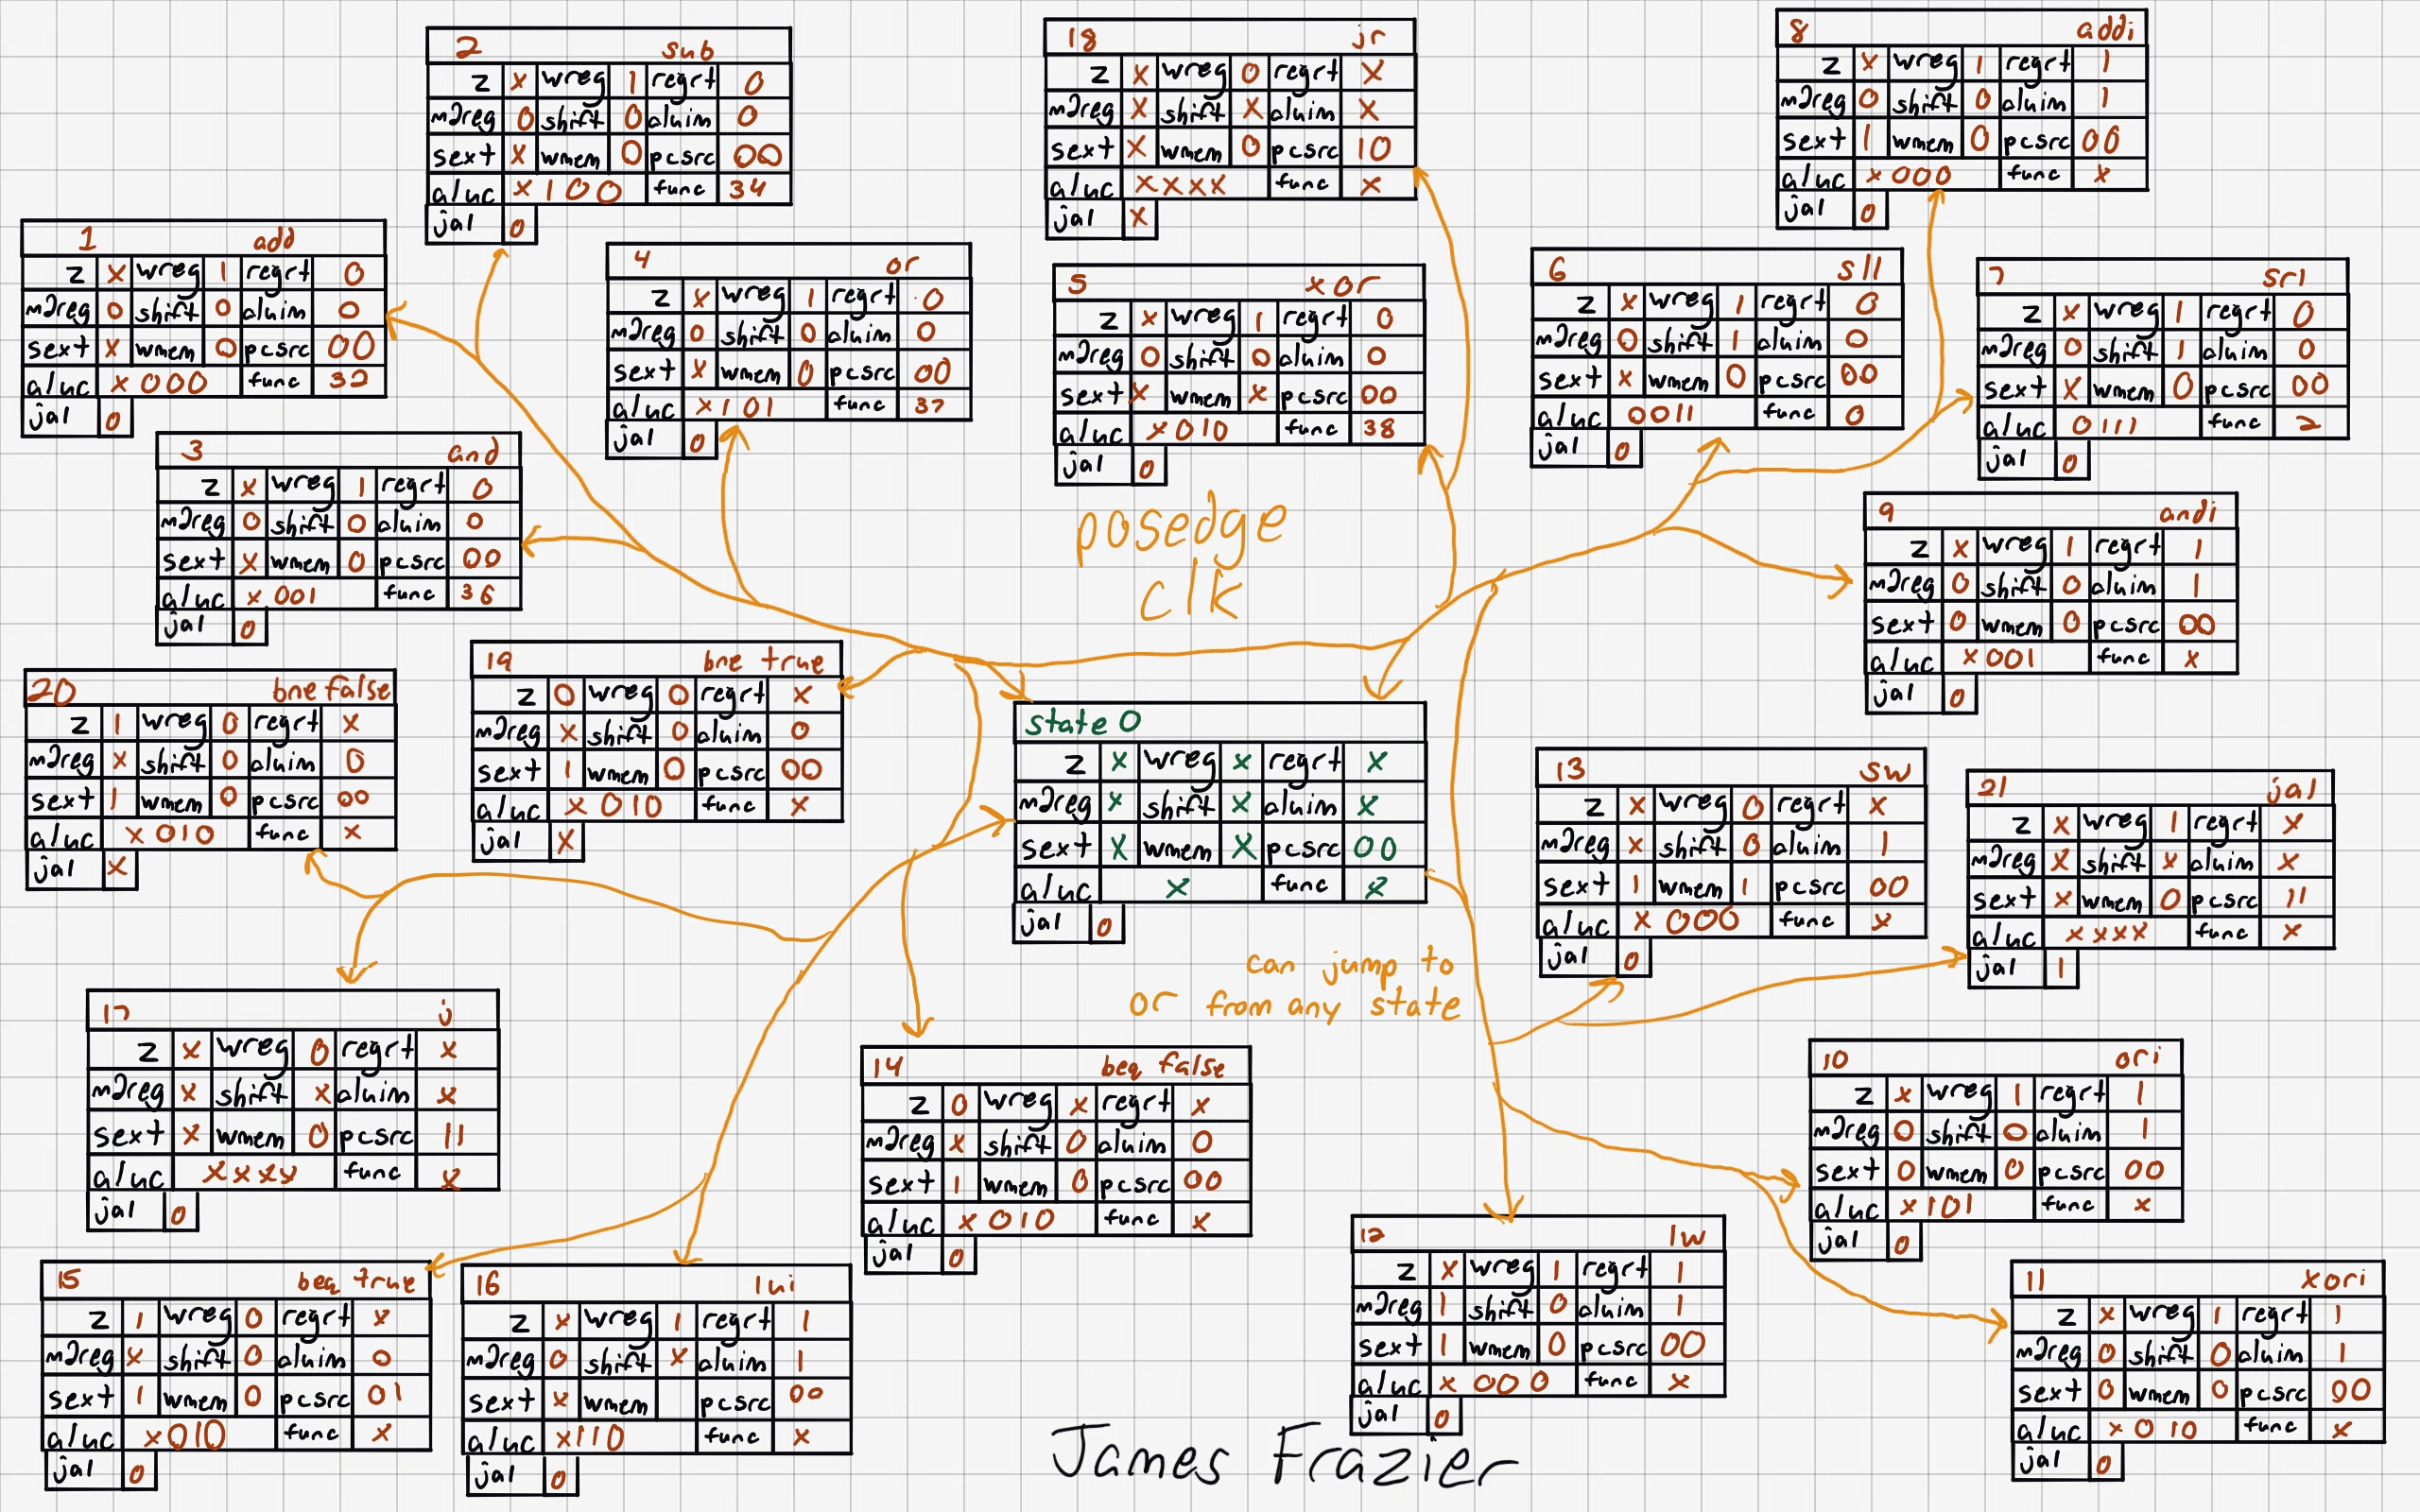 2 sub
z x wreg 1 regrt 0
m2reg 0 shift 0 aluim 0
sext x wmem 0 pcsrc 00
aluc x100 func 34
jal 0
18 jr
z x wreg 0 regrt x
m2reg x shift x aluim x
sext x wmem 0 pcsrc 10
aluc xxxx func x
jal x
8 addi
z x wreg 1 regrt 1
m2reg 0 shift 0 aluim 1
sext 1 wmem 0 pcsrc 00
aluc x000 func x
jal 0
1 add
z x wreg 1 regrt 0
m2reg 0 shift 0 aluim 0
sext x wmem 0 pcsrc 00
aluc x000 func 32
jal 0
4 or
z x wreg 1 regrt 0
m2reg 0 shift 0 aluim 0
sext x wmem 0 pcsrc 00
aluc x101 func 37
jal 0
5 xor
z x wreg 1 regrt 0
m2reg 0 shift 0 aluim 0
sext x wmem x pcsrc 00
aluc x010 func 38
jal 0
6 sll
z x wreg 1 regrt 0
m2reg 0 shift 1 aluim 0
sext x wmem 0 pcsrc 00
aluc 0011 func 0
jal 0
7 srl
z x wreg 1 regrt 0
m2reg 0 shift 1 aluim 0
sext x wmem 0 pcsrc 00
aluc 0111 func 2
jal 0
3 and
z x wreg 1 regrt 0
m2reg 0 shift 0 aluim 0
sext x wmem 0 pcsrc 00
aluc x001 func 36
jal 0
posedge
clk
9 andi
z x wreg 1 regrt 1
m2reg 0 shift 0 aluim 1
sext 0 wmem 0 pcsrc 00
aluc x001 func x
jal 0
20 bne false
z 1 wreg 0 regrt x
m2reg x shift 0 aluim 0
sext 1 wmem 0 pcsrc 00
aluc x010 func x
jal x
19 bne true
z 0 wreg 0 regrt x
m2reg x shift 0 aluim 0
sext 1 wmem 0 pcsrc 00
aluc x010 func x
jal x
state 0
z x wreg x regrt x
m2reg x shift x aluim x
sext x wmem x pcsrc 00
aluc x func x
jal 0
13 sw
z x wreg 0 regrt x
m2reg x shift 0 aluim 1
sext 1 wmem 1 pcsrc 00
aluc x000 func x
jal 0
21 jal
z x wreg 1 regrt x
m2reg x shift x aluim x
sext x wmem 0 pcsrc 11
aluc xxxx func x
jal 1
can jump to
or from any state
17 j
z x wreg 0 regrt x
m2reg x shift x aluim x
sext x wmem 0 pcsrc 11
aluc xxxx func x
jal 0
14 beq false
z 0 wreg x regrt x
m2reg x shift 0 aluim 0
sext 1 wmem 0 pcsrc 00
aluc x010 func x
jal 0
10 ori
z x wreg 1 regrt 1
m2reg 0 shift 0 aluim 1
sext 0 wmem 0 pcsrc 00
aluc x101 func x
jal 0
15 beq true
z 1 wreg 0 regrt x
m2reg x shift 0 aluim 0
sext 1 wmem 0 pcsrc 01
aluc x010 func x
jal 0
16 lui
z x wreg 1 regrt 1
m2reg 0 shift x aluim 1
sext x wmem pcsrc 00
aluc x110 func x
jal 0
12 lw
z x wreg 1 regrt 1
m2reg 1 shift 0 aluim 1
sext 1 wmem 0 pcsrc 00
aluc x000 func x
jal 0
11 xori
z x wreg 1 regrt 1
m2reg 0 shift 0 aluim 1
sext 0 wmem 0 pcsrc 00
aluc x010 func x
jal 0
James Frazier